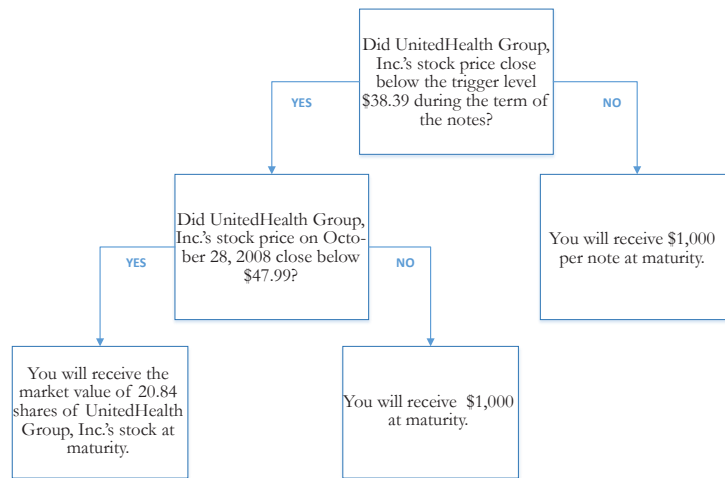 Did UnitedHealth Group,
Inc.'s stock price close
below the trigger level
$38.39 during the term of
the notes?
YES
NO
Did UnitedHealth Group,
Inc.'s stock price on Octo-
ber 28, 2008 close below
$47.99?
You will receive $1,000
per note at maturity.
YES
NO
You will receive the
market value of 20.84
shares of UnitedHealth
Group, Inc.'s stock at
maturity.
You will receive $1,000
at maturity.